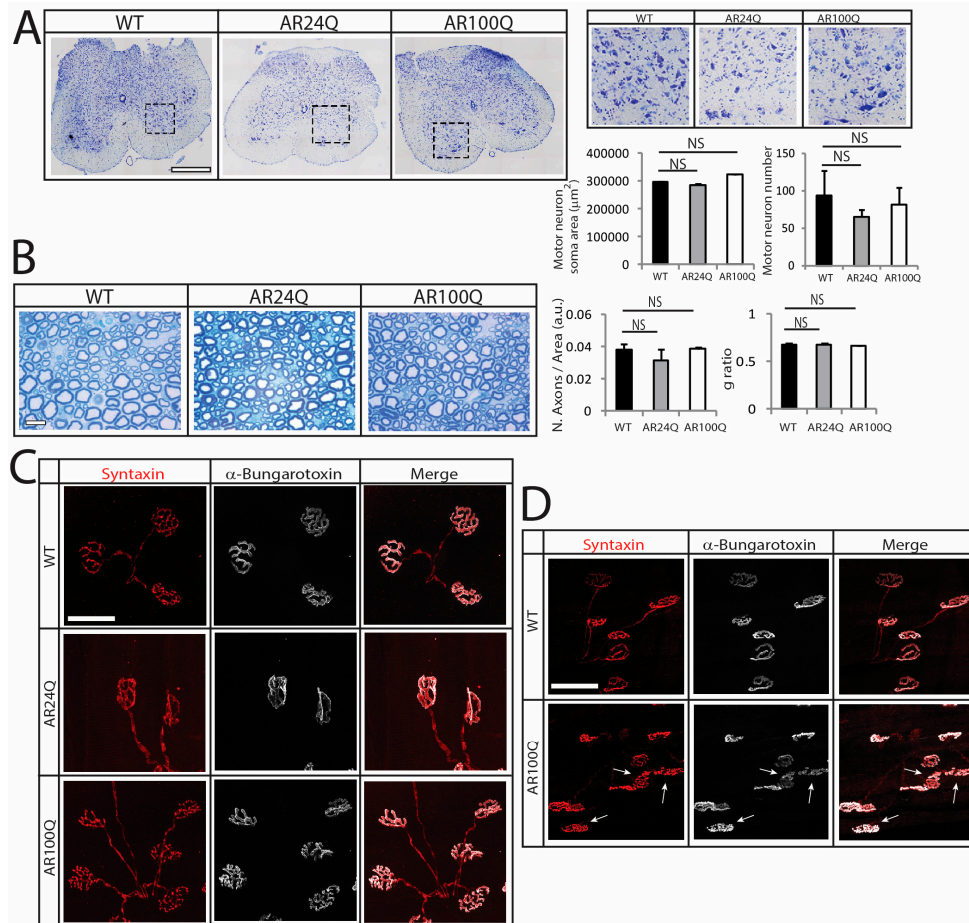 A
WT AR24Q AR100Q
WT AR24Q AR100Q
NS
NS
Motor neuron
soma area (µm²)
400000
300000
200000
100000
0
WT AR24Q AR100Q
NS
NS
Motor neuron number
150
100
50
0
WT AR24Q AR100Q
B
WT AR24Q AR100Q
NS
NS
N. Axons / Area (a.u.)
0.06
0.04
0.02
0
WT AR24Q AR100Q
NS
NS
g ratio
1
0.5
0
WT AR24Q AR100Q
C
Syntaxin α-Bungarotoxin Merge
WT
AR24Q
AR100Q
D
Syntaxin α-Bungarotoxin Merge
WT
AR100Q